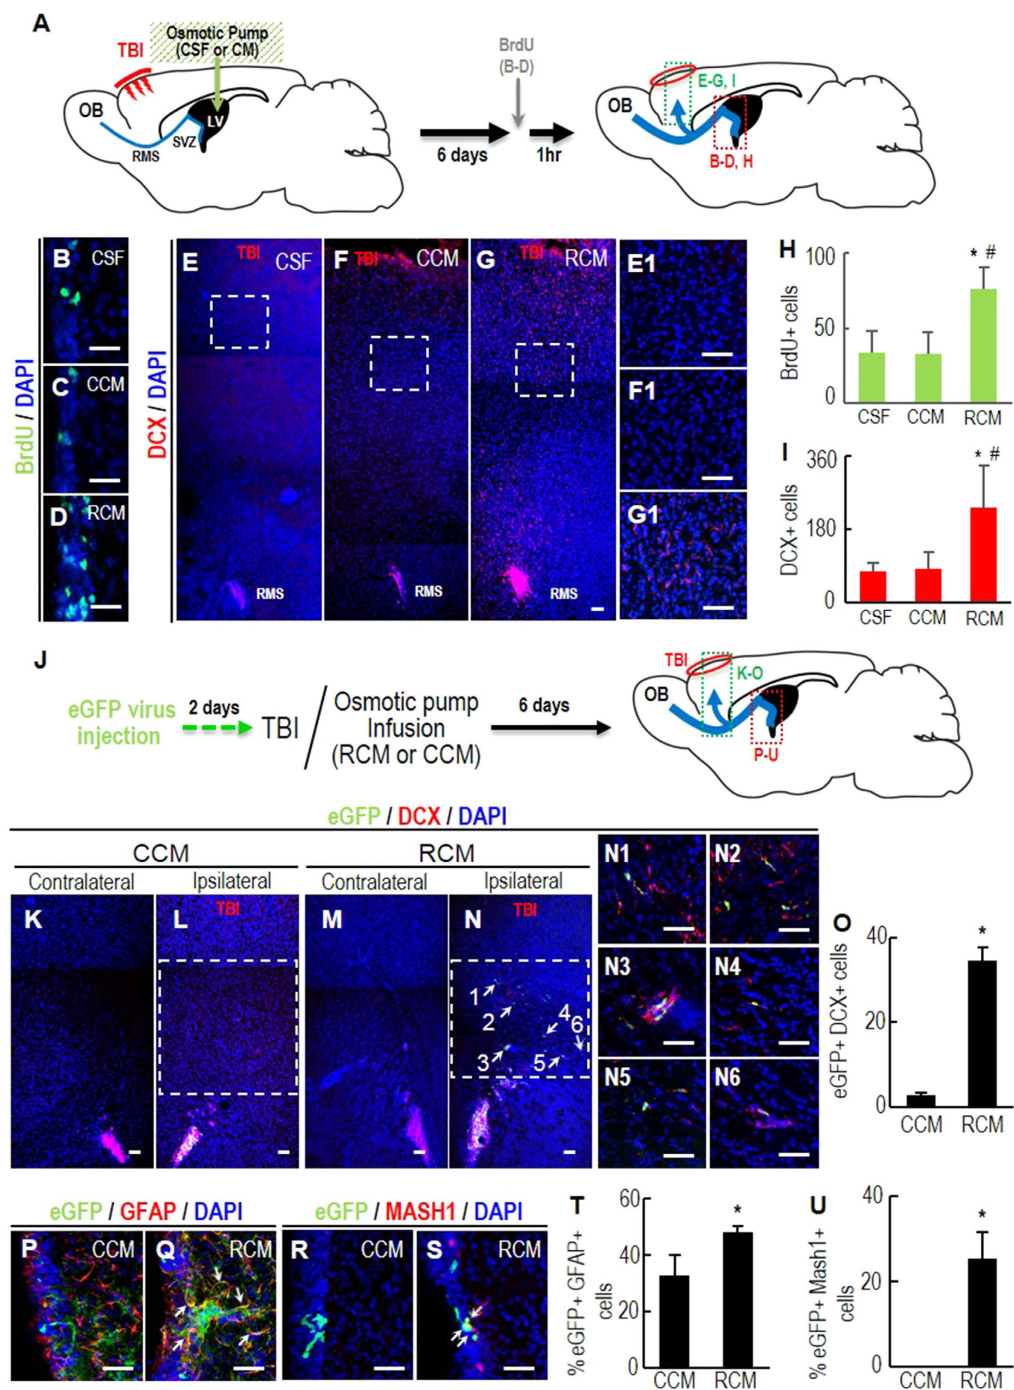 A
Osmotic Pump
(CSF or CM)
TBI
OB
LV
SVZ
RMS
BrdU
(B-D)
6 days
1hr
OB
E-G, I
B-D, H
BrdU / DAPI
B
CSF
C
CCM
D
RCM
DCX/ DAPI
E
TBI
CSF
RMS
F
TBI
CCM
RMS
G
TBI
RCM
RMS
E1
F1
G1
H
BrdU+ cells
100
50
0
* #
CSF
CCM
RCM
I
DCX+ cells
360
180
0
* #
CSF
CCM
RCM
J
eGFP virus
injection
2 days
TBI
Osmotic pump
Infusion
(RCM or CCM)
6 days
TBI
OB
K-O
P-U
eGFP / DCX / DAPI
CCM
RCM
Contralateral
Ipsilateral
Contralateral
Ipsilateral
K
L
TBI
M
N
TBI
1
2
3
4
5
6
N1
N2
N3
N4
N5
N6
O
eGFP+ DCX+ cells
40
20
0
*
CCM
RCM
eGFP / GFAP / DAPI
P
CCM
Q
RCM
eGFP / MASH1 / DAPI
R
CCM
S
RCM
T
% eGFP+ GFAP+
cells
60
40
20
0
*
CCM
RCM
U
% eGFP+ Mash1+
cells
40
20
0
*
CCM
RCM